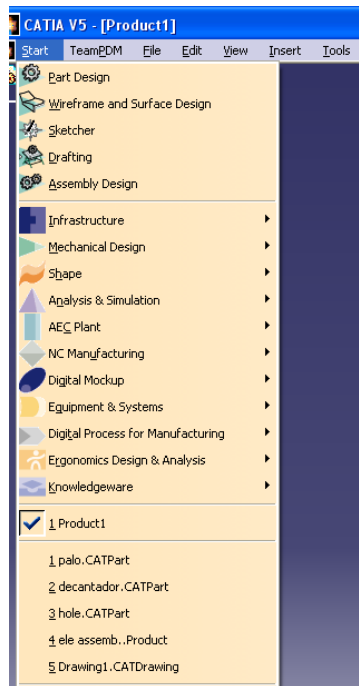 CATIA V5 - [Product1]
Start TeamPDM File Edit View Insert Tools
Part Design
Wireframe and Surface Design
Sketcher
Drafting
Assembly Design
Infrastructure
Mechanical Design
Shape
Analysis & Simulation
AEC Plant
NC Manufacturing
Digital Mockup
Equipment & Systems
Digital Process for Manufacturing
Ergonomics Design & Analysis
Knowledgeware
1 Product1
1 palo.CATPart
2 decantador.CATPart
3 hole.CATPart
4 ele assemb..Product
5 Drawing1.CATDrawing